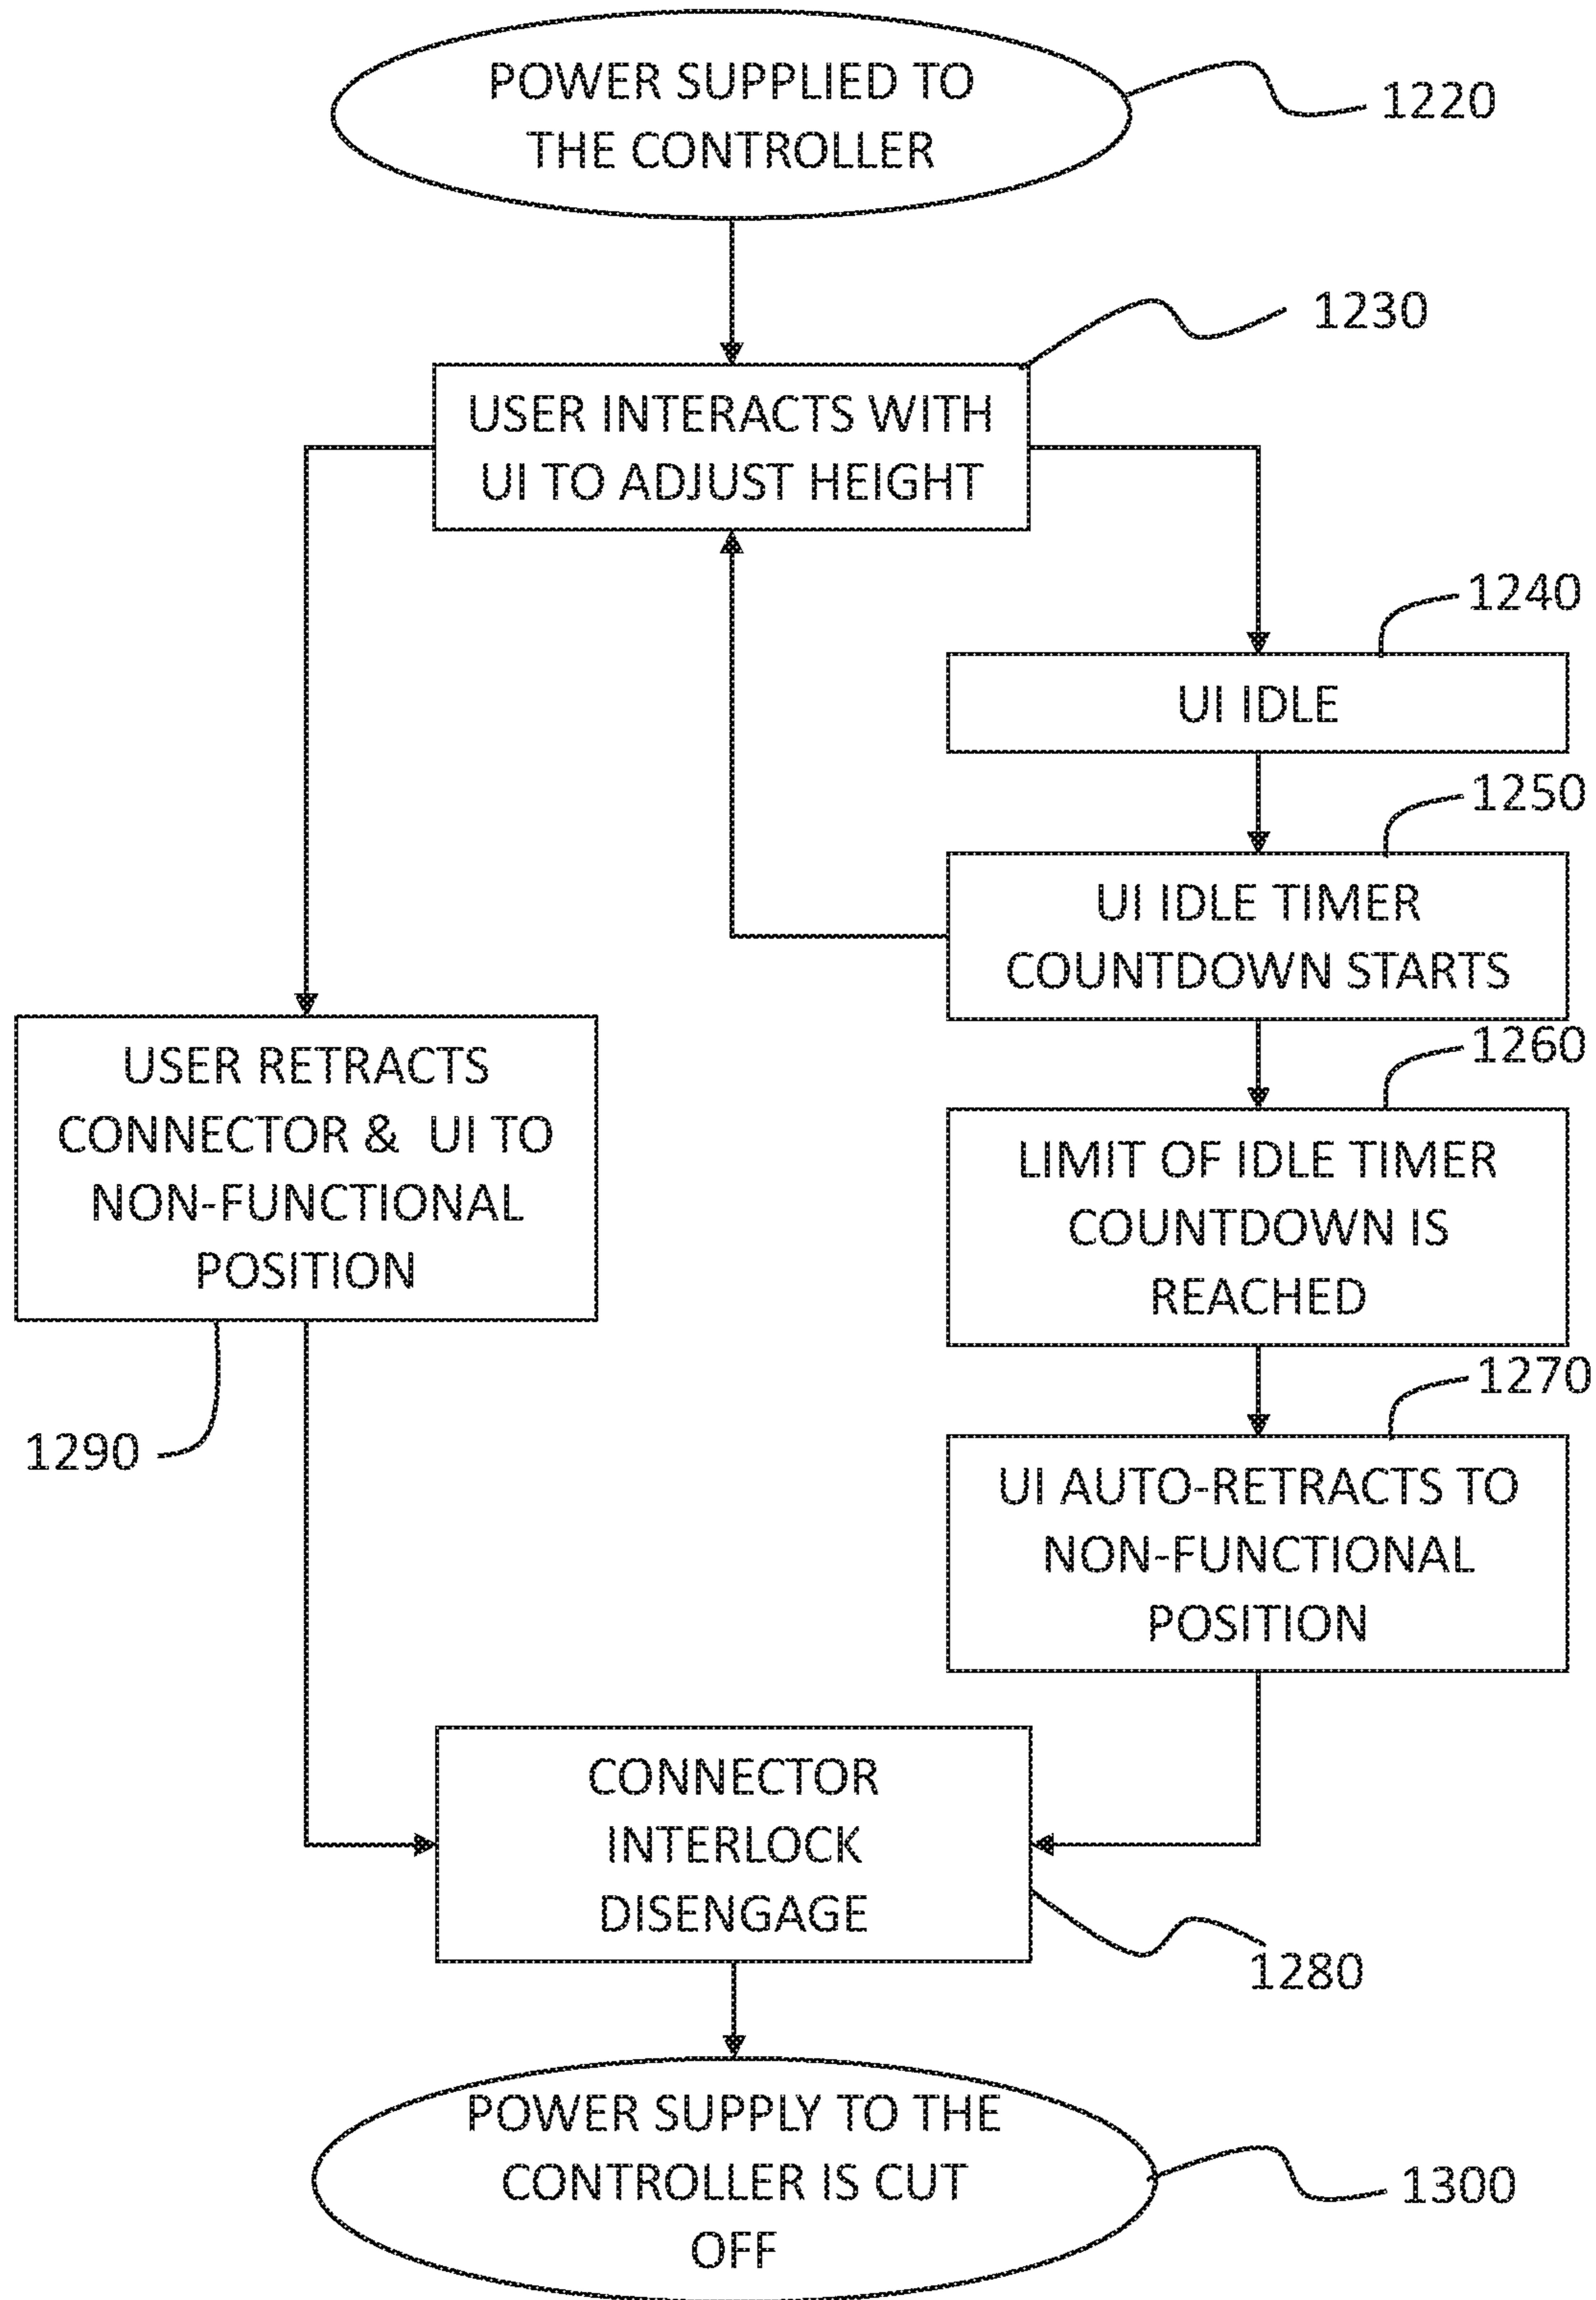 POWER SUPPLIED TO
THE CONTROLLER
1220
1230
USER INTERACTS WITH
UI TO ADJUST HEIGHT
1240
UI IDLE
1250
UI IDLE TIMER
COUNTDOWN STARTS
USER RETRACTS
CONNECTOR & UI TO
NON-FUNCTIONAL
POSITION
1290
1260
LIMIT OF IDLE TIMER
COUNTDOWN IS
REACHED
1270
UI AUTO-RETRACTS TO
NON-FUNCTIONAL
POSITION
CONNECTOR
INTERLOCK
DISENGAGE
1280
POWER SUPPLY TO THE
CONTROLLER IS CUT
OFF
1300